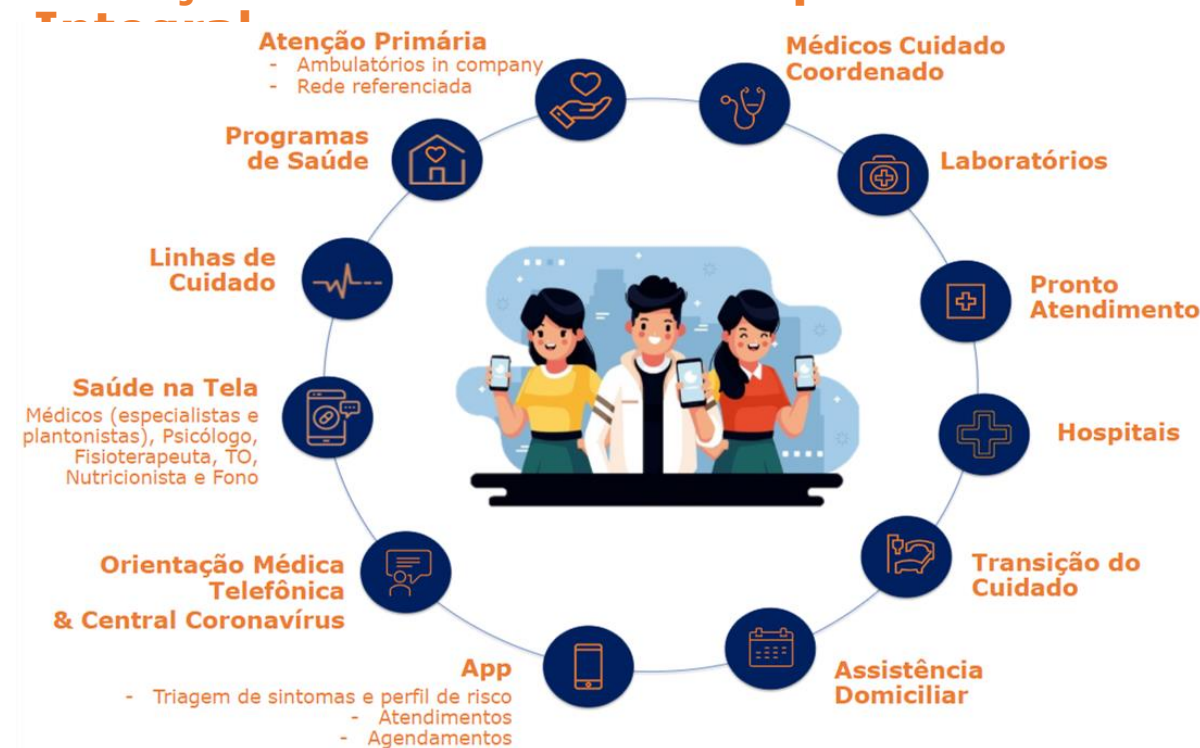 Integral
Atenção Primária
- Ambulatórios in company
- Rede referenciada
Médicos Cuidado
Coordenado
Programas
de Saúde
Laboratórios
Linhas de
Cuidado
Pronto
Atendimento
Saúde na Tela
Médicos (especialistas e
plantonistas), Psicólogo,
Fisioterapeuta, TO,
Nutricionista e Fono
Hospitais
Orientação Médica
Telefônica
& Central Coronavírus
Transição do
Cuidado
App
- Triagem de sintomas e perfil de risco
- Atendimentos
- Agendamentos
Assistência
Domiciliar